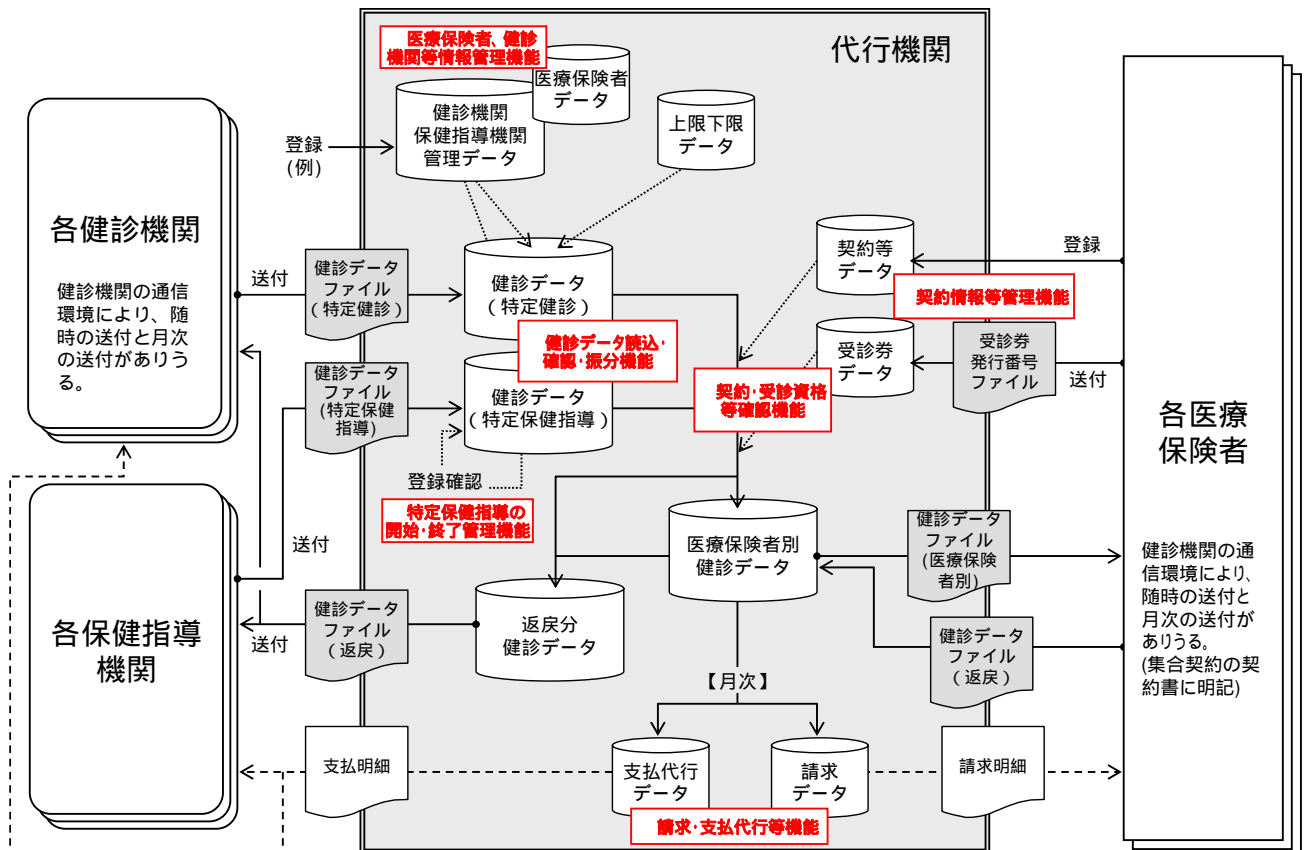 代行機関
医療保険者、健診
機関等情報管理機能
医療保険者
データ
健診機関
保健指導機関
管理データ
上限下限
データ
登録
(例)
各健診機関
健診機関の通信
環境により、随
時の送付と月次
の送付がありう
る。
送付
健診データ
ファイル
(特定健診)
健診データ
(特定健診)
契約等
データ
登録
契約情報等管理機能
健診データ読込・
確認・振分機能
受診券
データ
受診券
発行番号
ファイル
送付
健診データ
ファイル
(特定保健
指導)
健診データ
(特定保健指導)
契約・受診資格
等確認機能
各医療
保険者
登録確認
特定保健指導の
開始・終了管理機能
送付
医療保険者別
健診データ
健診データ
ファイル
(医療保険
者別)
健診機関の通
信環境により、
随時の送付と
月次の送付が
ありうる。
(集合契約の契
約書に明記)
各保健指導
機関
送付
健診データ
ファイル
(返戻)
返戻分
健診データ
健診データ
ファイル
(返戻)
【月次】
支払明細
支払代行
データ
請求
データ
請求明細
請求・支払代行等機能